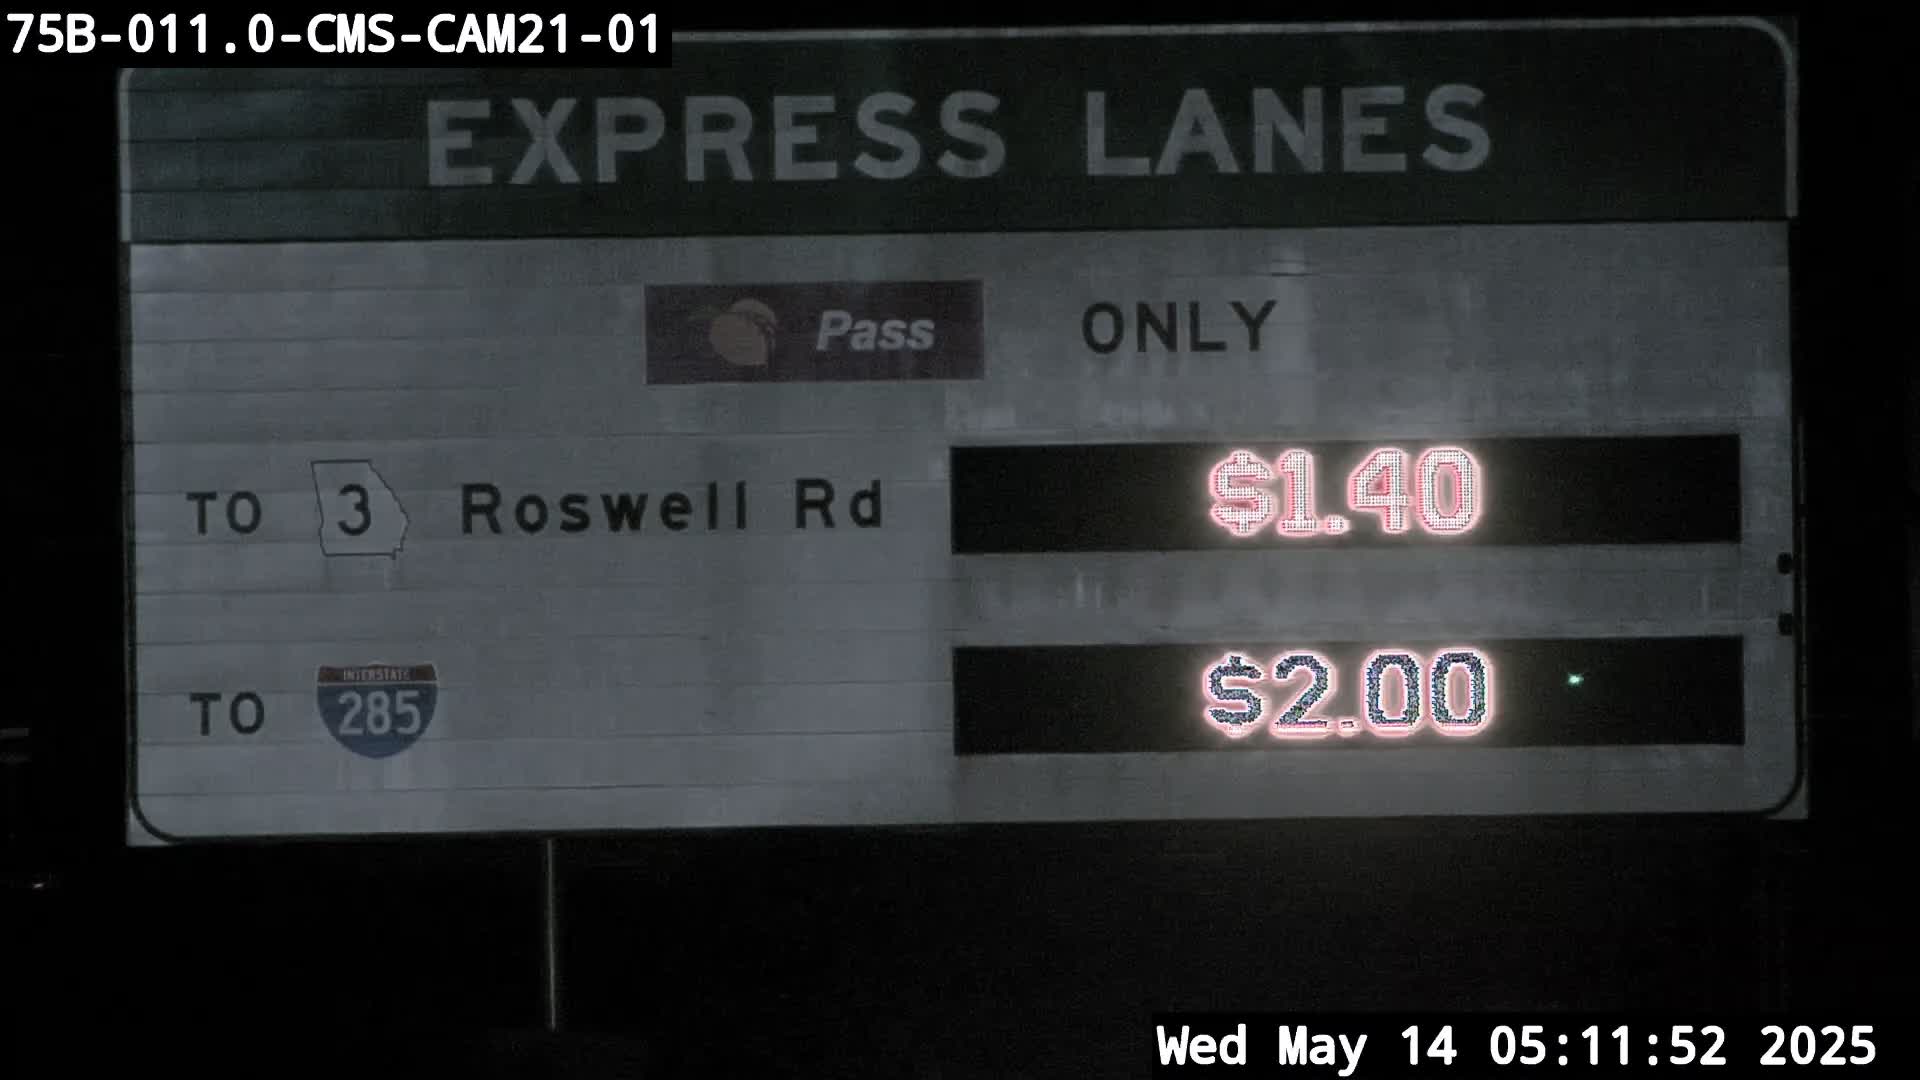 75B-011.0-CMS-CAM21-01
EXPRESS LANES
Pass ONLY
TO 3 Roswell Rd $1.40
INTERSTATE
TO 285 $2.00
Wed May 14 05:11:52 2025